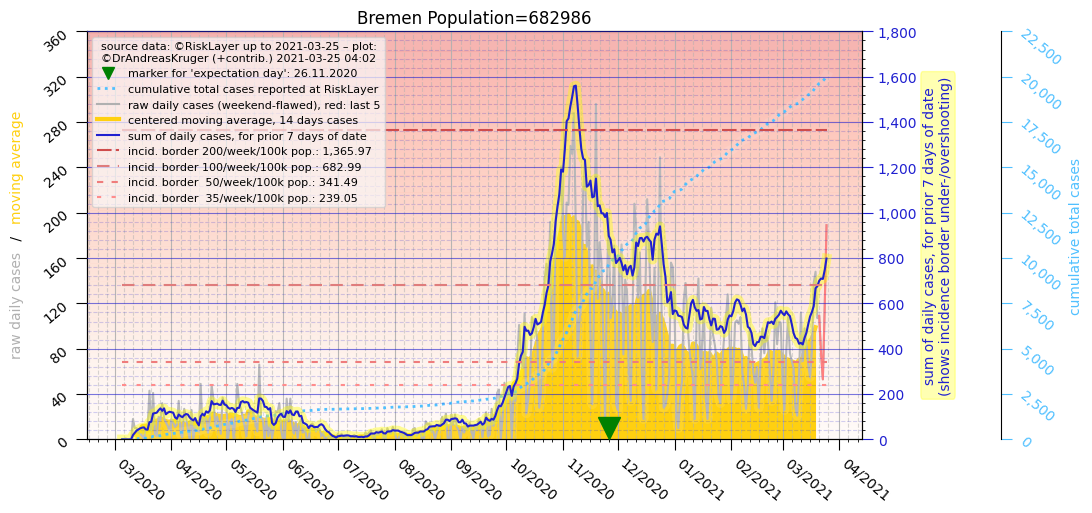 Bremen Population=682986
source data: ©RiskLayer up to 2021-03-25 – plot:
©DrAndreasKruger (+contrib.) 2021-03-25 04:02
marker for 'expectation day': 26.11.2020
cumulative total cases reported at RiskLayer
raw daily cases (weekend-flawed), red: last 5
centered moving average, 14 days cases
sum of daily cases, for prior 7 days of date
incid. border 200/week/100k pop.: 1,365.97
incid. border 100/week/100k pop.: 682.99
incid. border  50/week/100k pop.: 341.49
incid. border  35/week/100k pop.: 239.05
raw daily cases / moving average
360
320
280
240
200
160
120
80
40
0
03/2020
04/2020
05/2020
06/2020
07/2020
08/2020
09/2020
10/2020
11/2020
12/2020
01/2021
02/2021
03/2021
04/2021
1,800
1,600
1,400
1,200
1,000
800
600
400
200
0
sum of daily cases, for prior 7 days of date
(shows incidence border under-/overshooting)
22,500
20,000
17,500
15,000
12,500
10,000
7,500
5,000
2,500
0
cumulative total cases